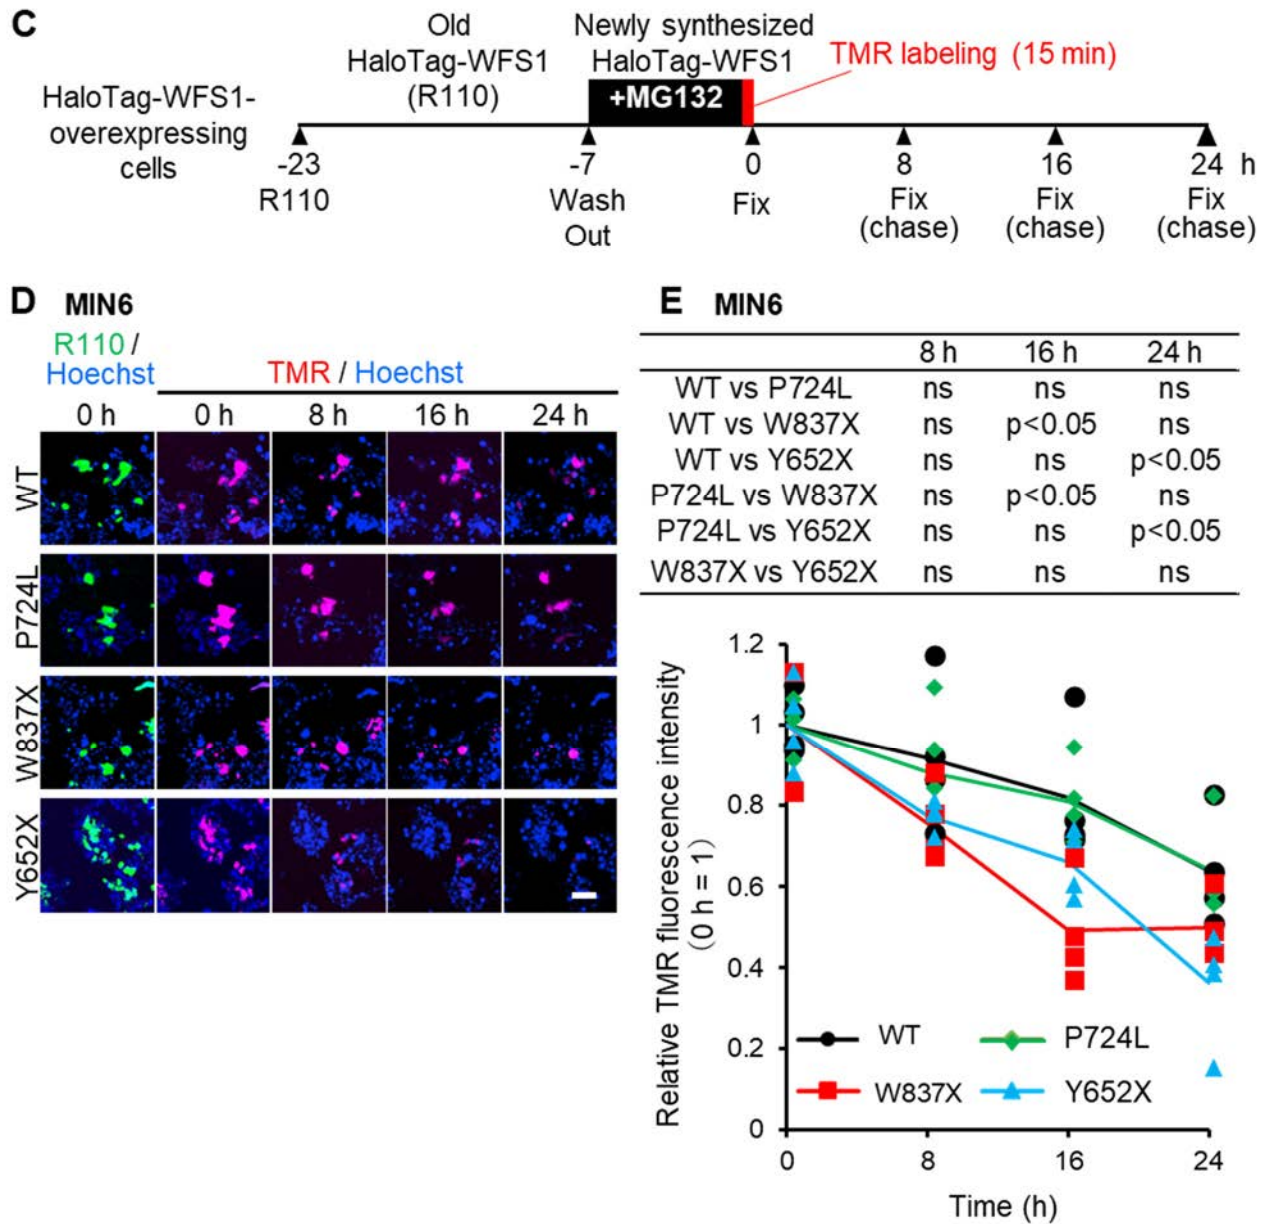 C
Old
HaloTag-WFS1
(R110)
Newly synthesized
HaloTag-WFS1
+MG132
TMR labeling (15 min)
HaloTag-WFS1-
overexpressing
cells
-23
R110
-7
Wash
Out
0
Fix
8
Fix
(chase)
16
Fix
(chase)
24 h
Fix
(chase)
D MIN6
R110 /
Hoechst
TMR / Hoechst
0 h 0 h 8 h 16 h 24 h
WT
P724L
W837X
Y652X
E MIN6
8 h 16 h 24 h
WT vs P724L ns ns ns
WT vs W837X ns p<0.05 ns
WT vs Y652X ns ns p<0.05
P724L vs W837X ns p<0.05 ns
P724L vs Y652X ns ns p<0.05
W837X vs Y652X ns ns ns
Relative TMR fluorescence intensity
(0 h = 1)
1.2
1
0.8
0.6
0.4
0.2
0
WT P724L
W837X Y652X
0 8 16 24
Time (h)